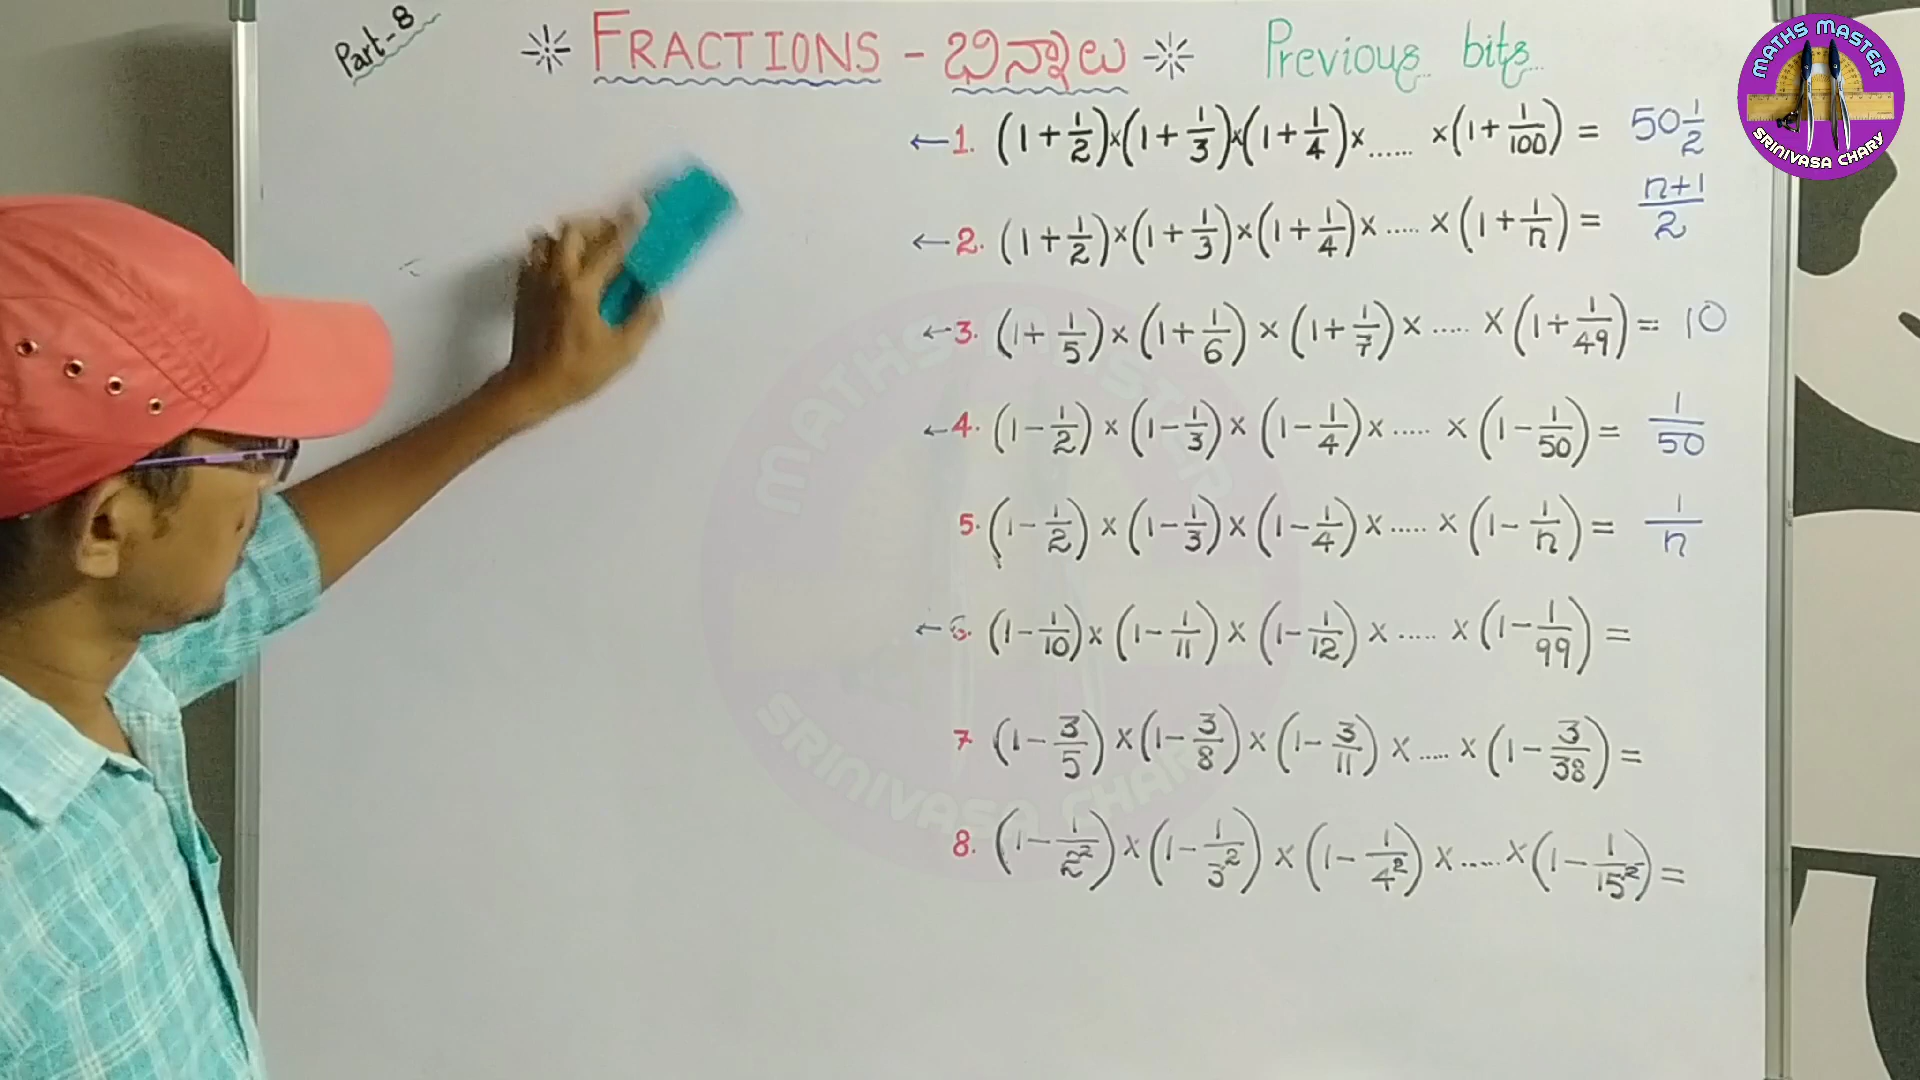 Part-8
FRACTIONS - భిన్నాలు Previous bits
←1. (1+1/2)×(1+1/3)×(1+1/4)×...... ×(1+1/100) = 50 1/2
←2. (1+1/2)×(1+1/3)×(1+1/4)×..... ×(1+1/n) = (n+1)/2
←3. (1+1/5)×(1+1/6)×(1+1/7)×..... ×(1+1/49) = 10
←4. (1-1/2)×(1-1/3)×(1-1/4)×..... ×(1-1/50) = 1/50
5. (1-1/2)×(1-1/3)×(1-1/4)×..... ×(1-1/n) = 1/n
←6. (1-1/10)×(1-1/11)×(1-1/12)×..... ×(1-1/99) =
7 (1-3/5)×(1-3/8)×(1-3/11)×..... ×(1-3/38) =
8. (1-1/2²)×(1-1/3²)×(1-1/4²)×.....×(1-1/15²) =
MATHS MASTER
SRINIVASA CHARY
MATHS MASTER
SRINIVASA CHARY